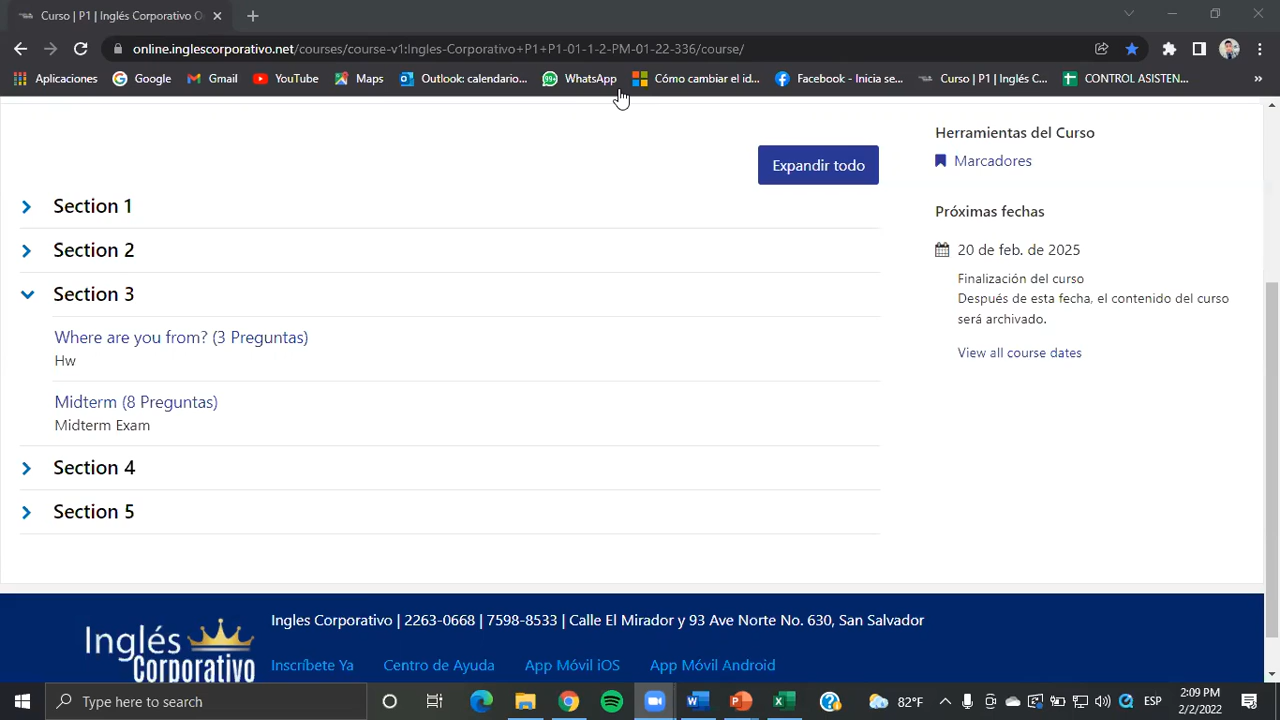 Curso | P1 | Inglés Corporativo O
online.inglescorporativo.net/courses/course-v1:Ingles-Corporativo+P1+P1-01-1-2-PM-01-22-336/course/
Aplicaciones Google Gmail YouTube Maps Outlook: calendario... WhatsApp Cómo cambiar el id... Facebook - Inicia se... Curso | P1 | Inglés C... CONTROL ASISTEN... »
Expandir todo
Section 1
Section 2
Section 3
Where are you from? (3 Preguntas)
Hw
Midterm (8 Preguntas)
Midterm Exam
Section 4
Section 5
Herramientas del Curso
Marcadores
Próximas fechas
20 de feb. de 2025
Finalización del curso
Después de esta fecha, el contenido del curso
será archivado.
View all course dates
Inglés
Corporativo
Ingles Corporativo | 2263-0668 | 7598-8533 | Calle El Mirador y 93 Ave Norte No. 630, San Salvador
Inscríbete Ya Centro de Ayuda App Móvil iOS App Móvil Android
Type here to search
82°F
ESP
2:09 PM
2/2/2022